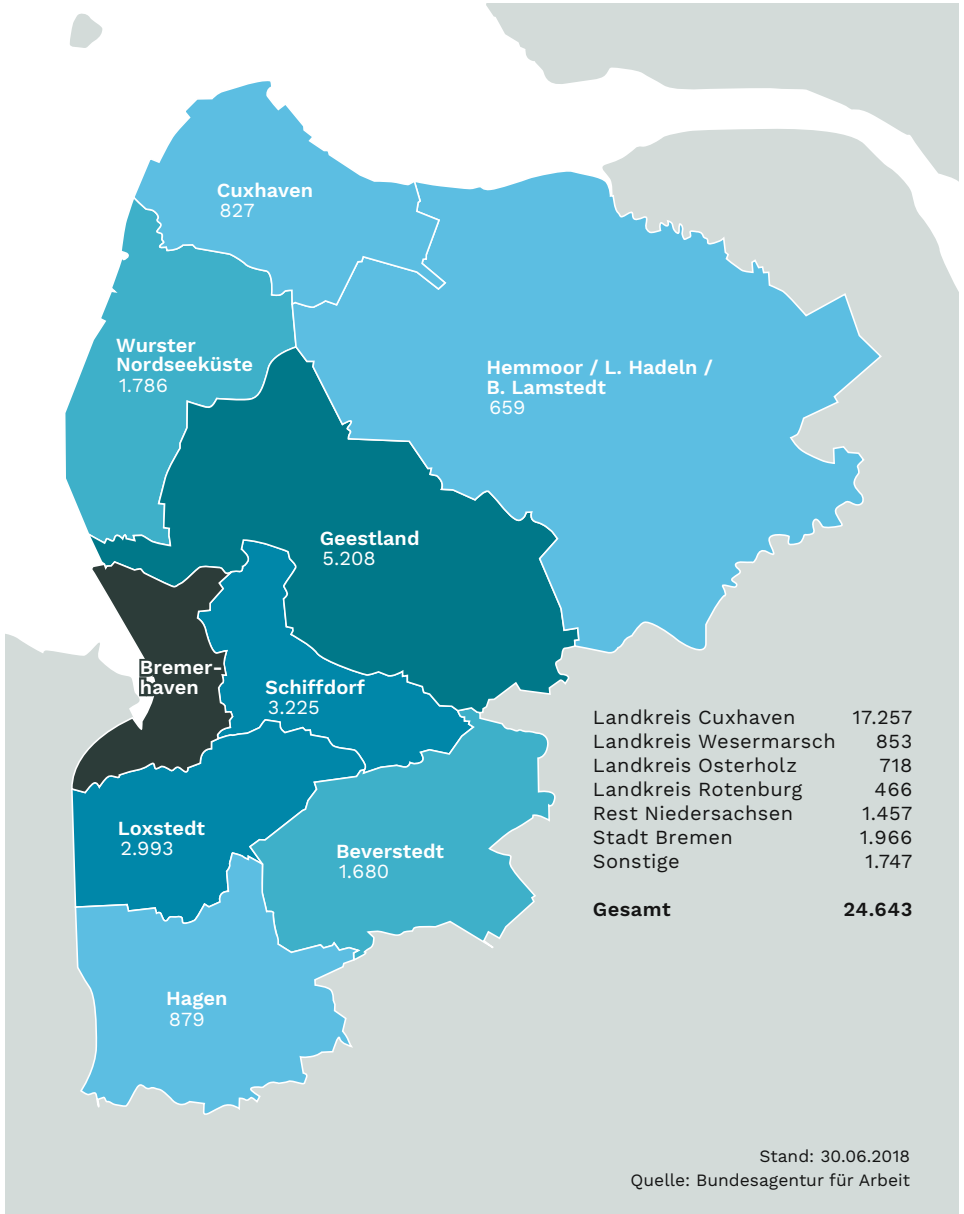 Cuxhaven
827
Wurster
Nordseeküste
1.786
Hemmoor / L. Hadeln /
B. Lamstedt
659
Geestland
5.208
Bremer-
haven
Schiffdorf
3.225
Loxstedt
2.993
Beverstedt
1.680
Hagen
879
Landkreis Cuxhaven 17.257
Landkreis Wesermarsch 853
Landkreis Osterholz 718
Landkreis Rotenburg 466
Rest Niedersachsen 1.457
Stadt Bremen 1.966
Sonstige 1.747
Gesamt 24.643
Stand: 30.06.2018
Quelle: Bundesagentur für Arbeit